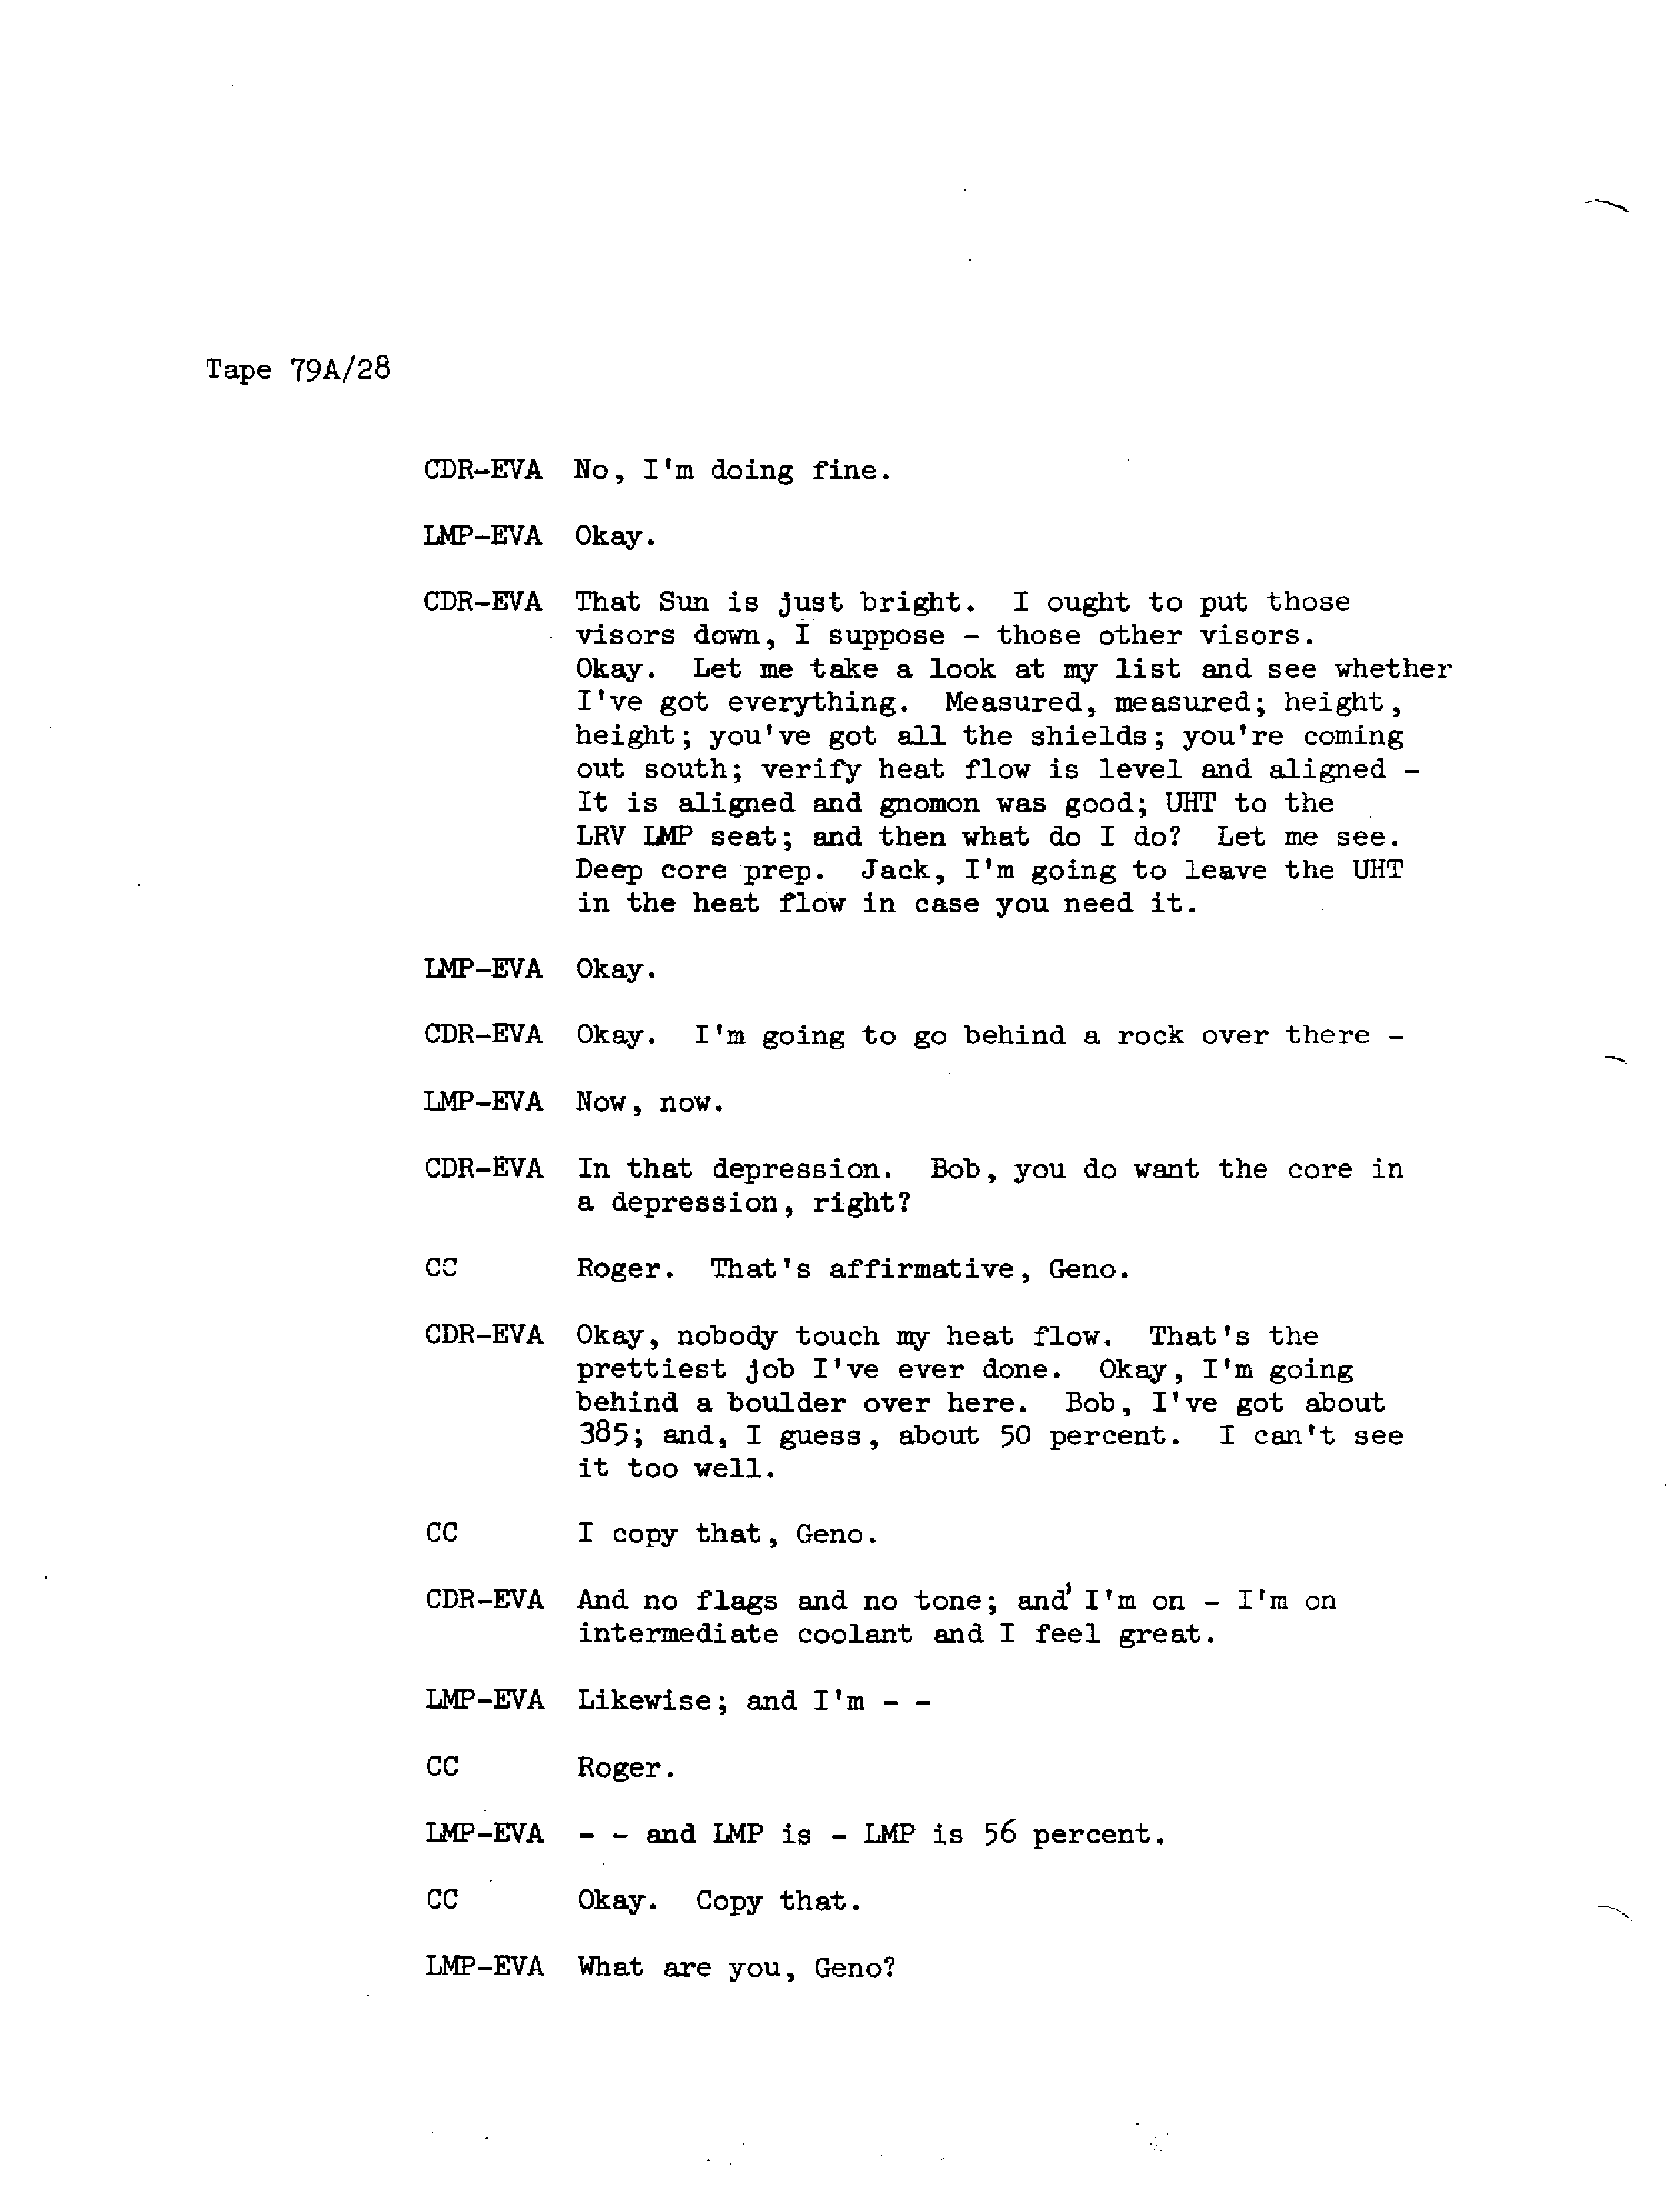 Tape 79A/28
CDR-EVA No, I'm doing fine.
LMP-EVA Okay.
CDR-EVA That Sun is just bright. I ought to put those
visors down, I suppose - those other visors.
Okay. Let me take a look at my list and see whether
I've got everything. Measured, measured; height,
height; you've got all the shields; you're coming
out south; verify heat flow is level and aligned -
It is aligned and gnomon was good; UHT to the
LRV LMP seat; and then what do I do? Let me see.
Deep core prep. Jack, I'm going to leave the UHT
in the heat flow in case you need it.
LMP-EVA Okay.
CDR-EVA Okay. I'm going to go behind a rock over there -
LMP-EVA Now, now.
CDR-EVA In that depression. Bob, you do want the core in
a depression, right?
CC Roger. That's affirmative, Geno.
CDR-EVA Okay, nobody touch my heat flow. That's the
prettiest job I've ever done. Okay, I'm going
behind a boulder over here. Bob, I've got about
385; and, I guess, about 50 percent. I can't see
it too well.
CC I copy that, Geno.
CDR-EVA And no flags and no tone; and I'm on - I'm on
intermediate coolant and I feel great.
LMP-EVA Likewise; and I'm - -
CC Roger.
LMP-EVA - - and LMP is - LMP is 56 percent.
CC Okay. Copy that.
LMP-EVA What are you, Geno?